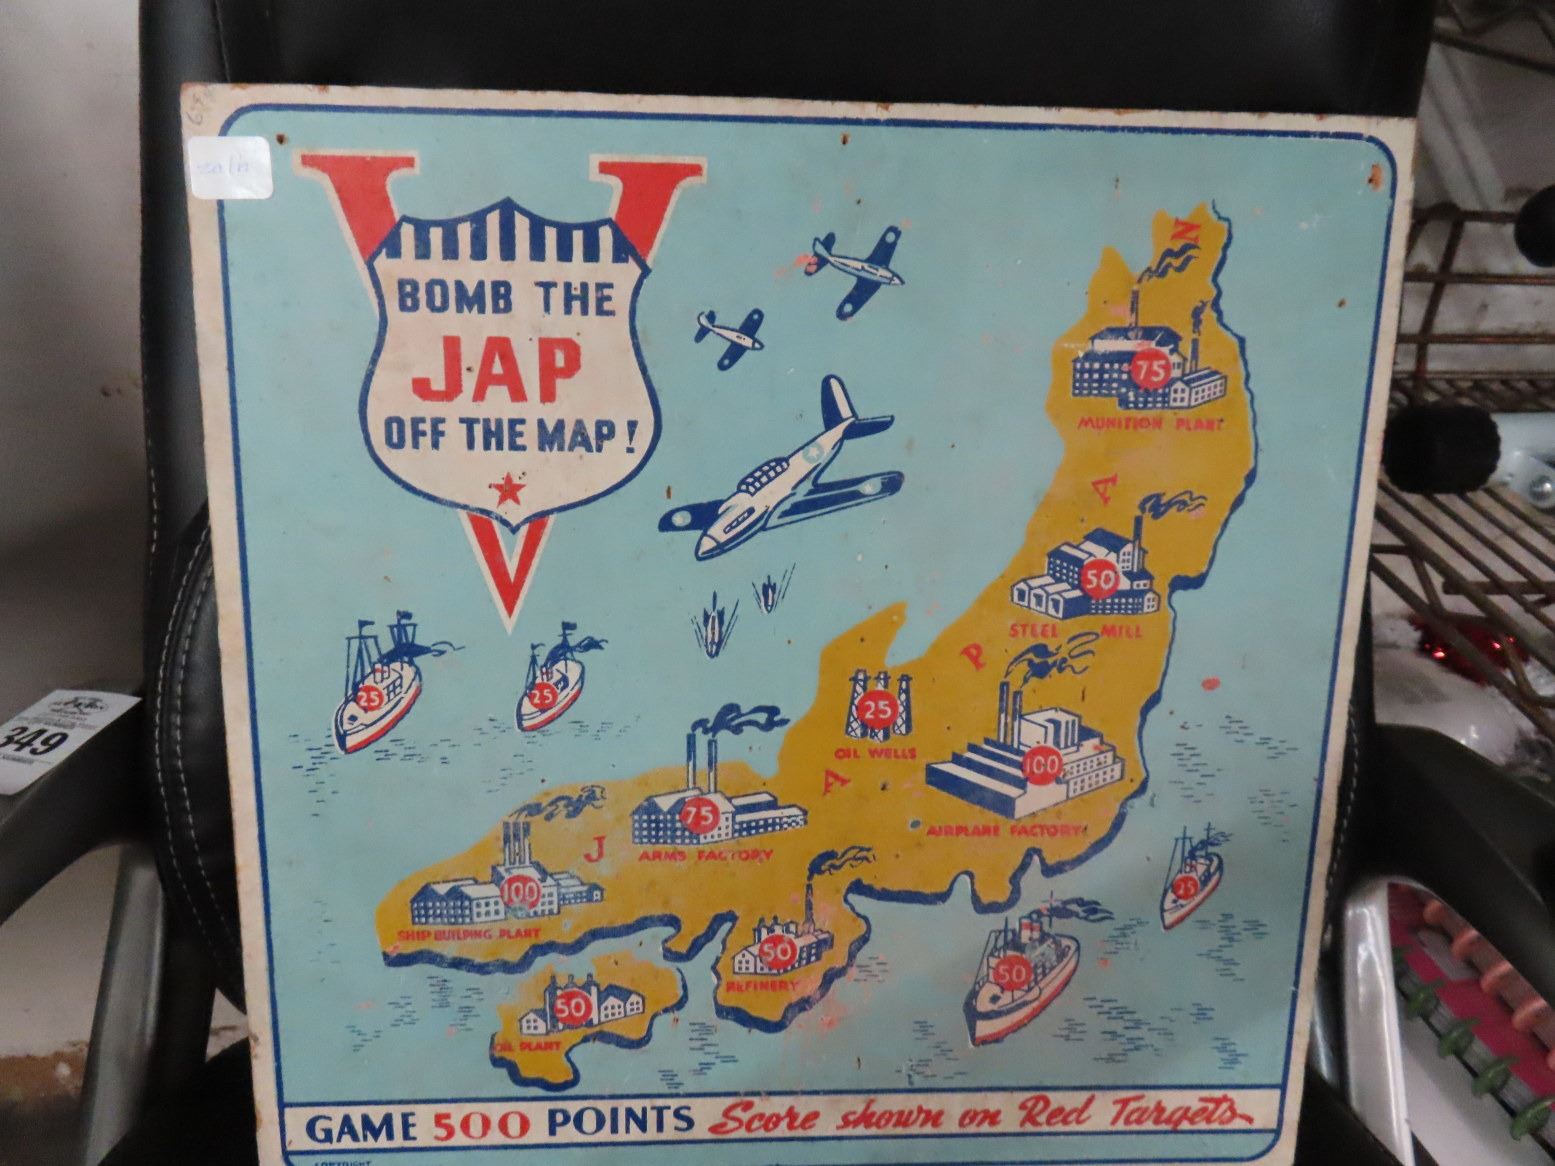 BOMB THE
JAP
OFF THE MAP!
N
75
MUNITION PLANT
A
50
STEEL MILL
P
25
OIL WELLS
100
AIRPLANE FACTORY
A
75
ARMS FACTORY
J
100
SHIP BUILDING PLANT
50
REFINERY
50
OIL PLANT
25
25
25
50
GAME 500 POINTS Score shown on Red Targets
COPYRIGHT
349